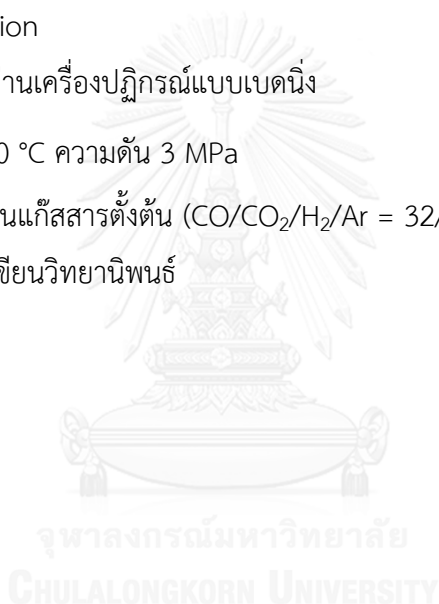 ion
านเครื่องปฏิกรณ์แบบเบดนิ่ง
0 °C ความดัน 3 MPa
นแก๊สสารตั้งต้น (CO/CO₂/H₂/Ar = 32/
ขียนวิทยานิพนธ์
จุฬาลงกรณ์มหาวิทยาลัย
CHULALONGKORN UNIVERSITY